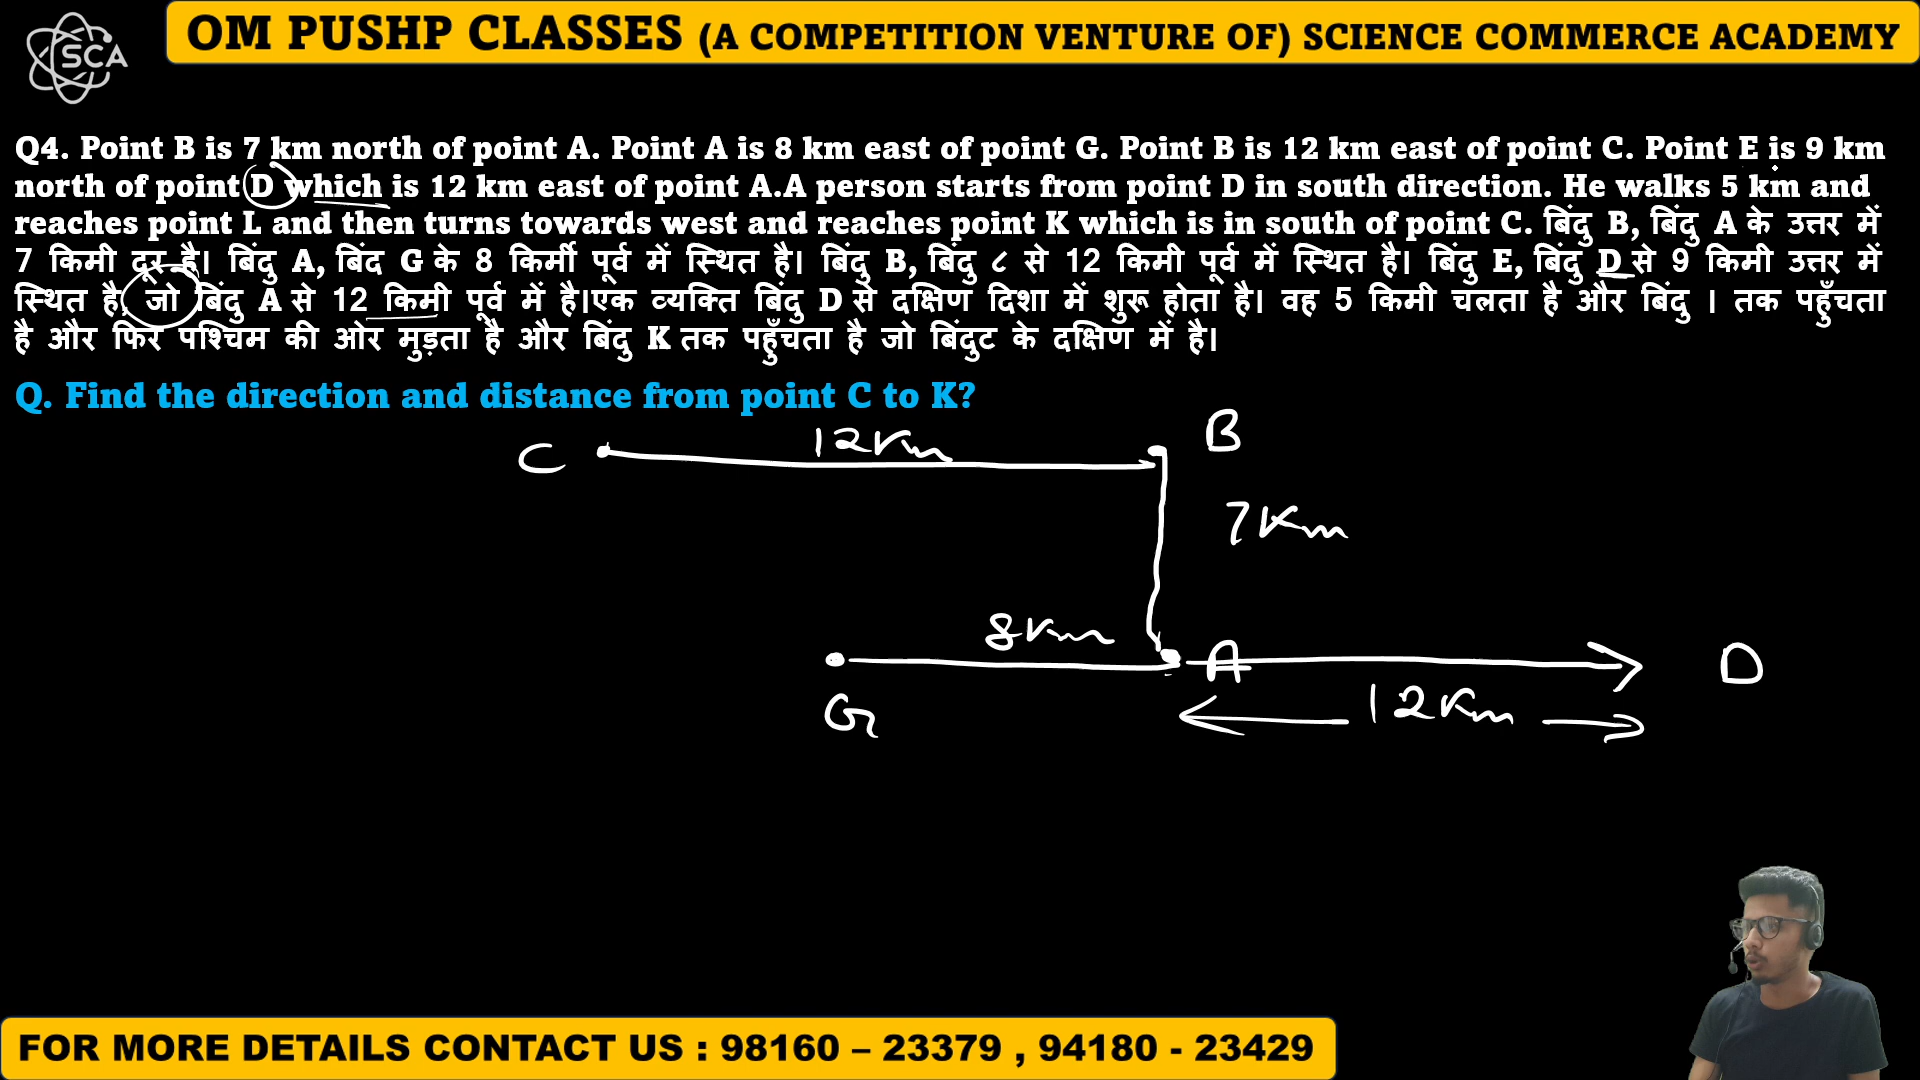 SCA
OM PUSHP CLASSES (A COMPETITION VENTURE OF) SCIENCE COMMERCE ACADEMY
Q4. Point B is 7 km north of point A. Point A is 8 km east of point G. Point B is 12 km east of point C. Point E is 9 km
north of point D which is 12 km east of point A.A person starts from point D in south direction. He walks 5 km and
reaches point L and then turns towards west and reaches point K which is in south of point C. बिंदु B, बिंदु A के उत्तर में
7 किमी दूर है। बिंदु A, बिंद G के 8 किर्मी पूर्व में स्थित है। बिंदु B, बिंदु ८ से 12 किमी पूर्व में स्थित है। बिंदु E, बिंदु D से 9 किमी उत्तर में
स्थित है, जो बिंदु A से 12 किमी पूर्व में है।एक व्यक्ति बिंदु D से दक्षिण दिशा में शुरू होता है। वह 5 किमी चलता है और बिंदु । तक पहुँचता
है और फिर पश्चिम की ओर मुड़ता है और बिंदु K तक पहुँचता है जो बिंदुट के दक्षिण में है।
Q. Find the direction and distance from point C to K?
C 12Km B
7Km
8Km
A D
G 12Km
FOR MORE DETAILS CONTACT US : 98160 – 23379 , 94180 - 23429